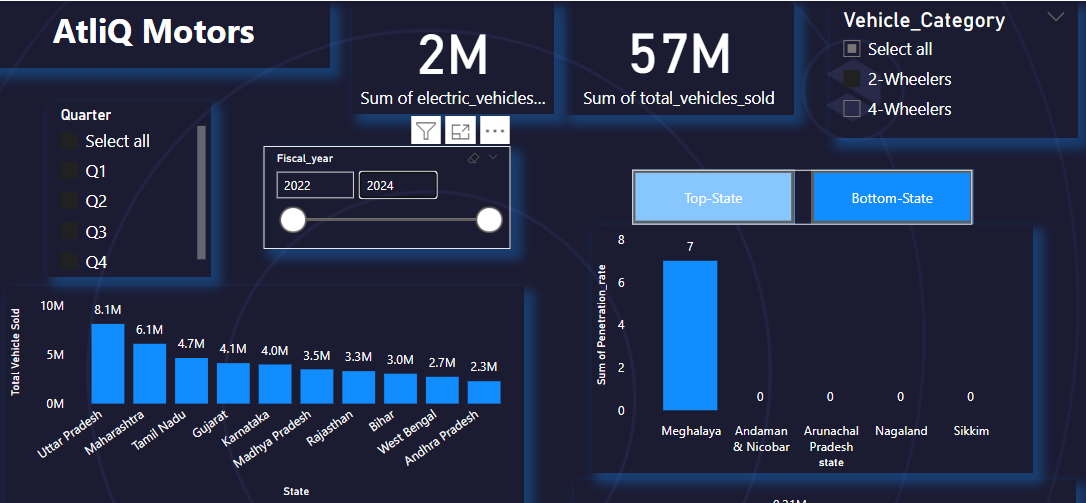 AtliQ Motors
2M
Sum of electric_vehicles...
57M
Sum of total_vehicles_sold
Vehicle_Category
Select all
2-Wheelers
4-Wheelers
Quarter
Select all
Q1
Q2
Q3
Q4
Fiscal_year
2022
2024
Top-State
Bottom-State
Total Vehicle Sold
10M
5M
0M
8.1M
6.1M
4.7M
4.1M
4.0M
3.5M
3.3M
3.0M
2.7M
2.3M
Uttar Pradesh
Maharashtra
Tamil Nadu
Gujarat
Karnataka
Madhya Pradesh
Rajasthan
Bihar
West Bengal
Andhra Pradesh
State
Sum of Penetration_rate
8
6
4
2
0
7
0
0
0
0
Meghalaya
Andaman
& Nicobar
Arunachal
Pradesh
Nagaland
Sikkim
state